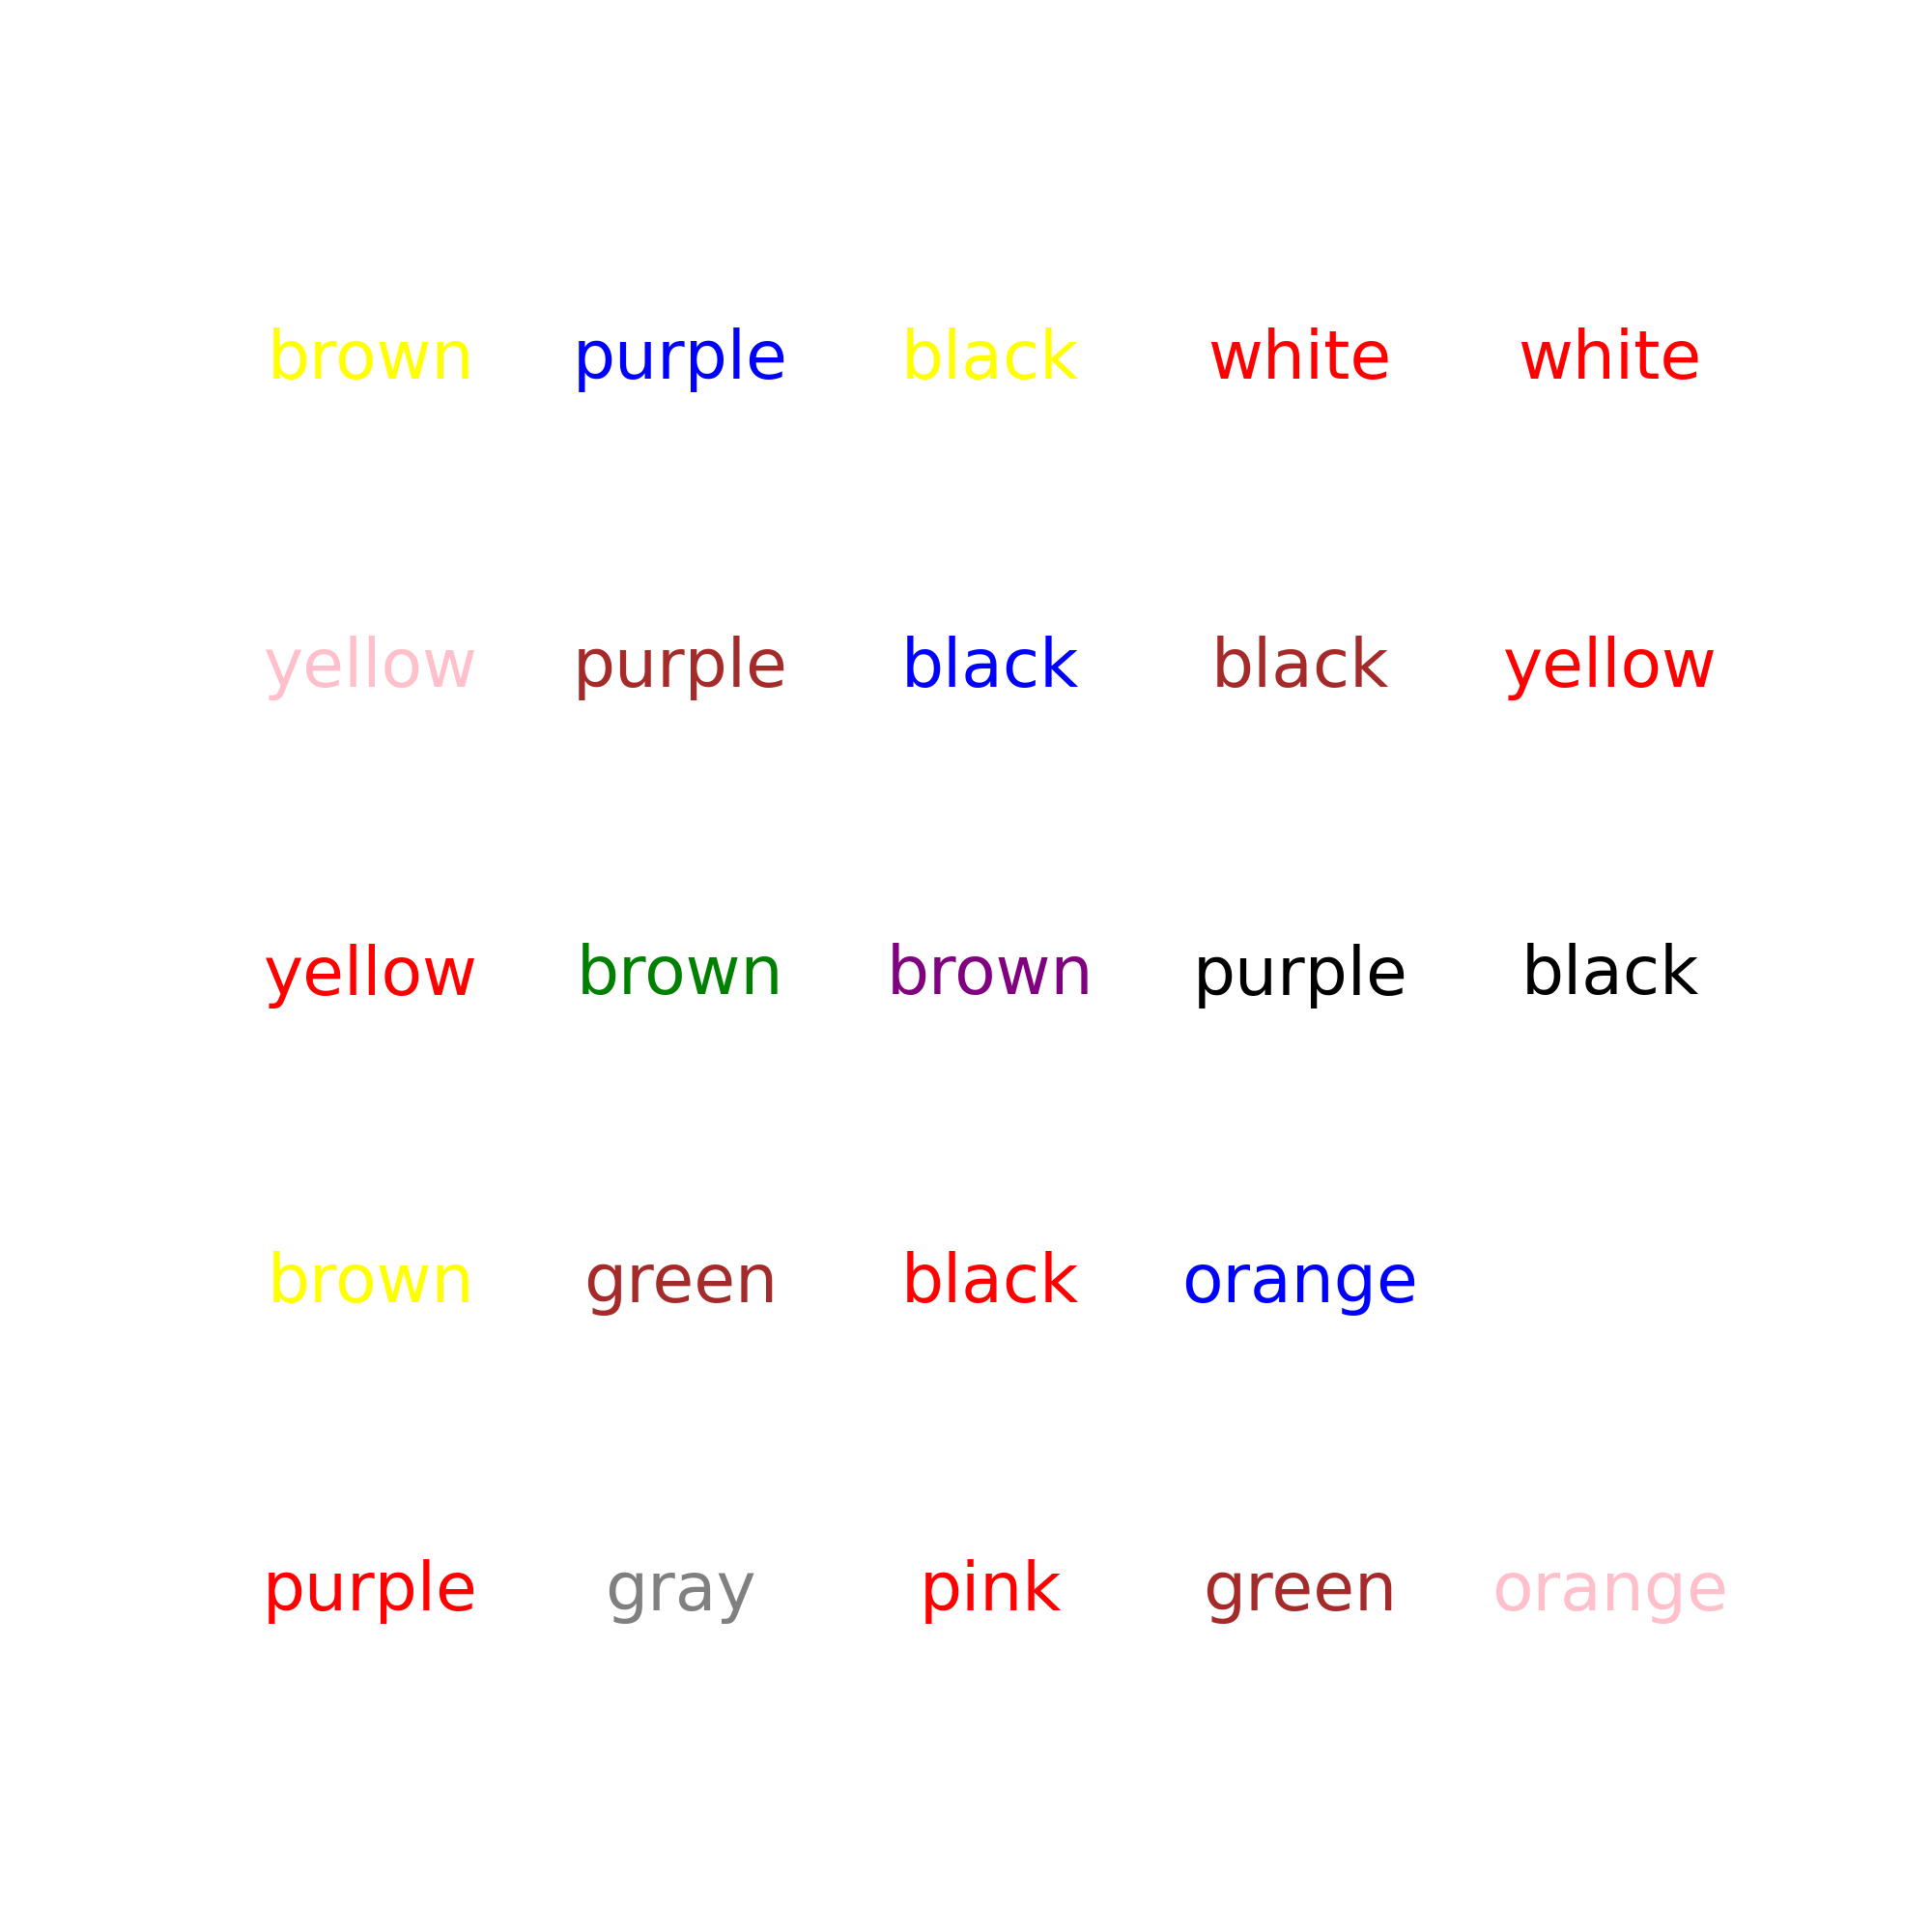 brown purple black white white
yellow purple black black yellow
yellow brown brown purple black
brown green black orange
purple gray pink green orange